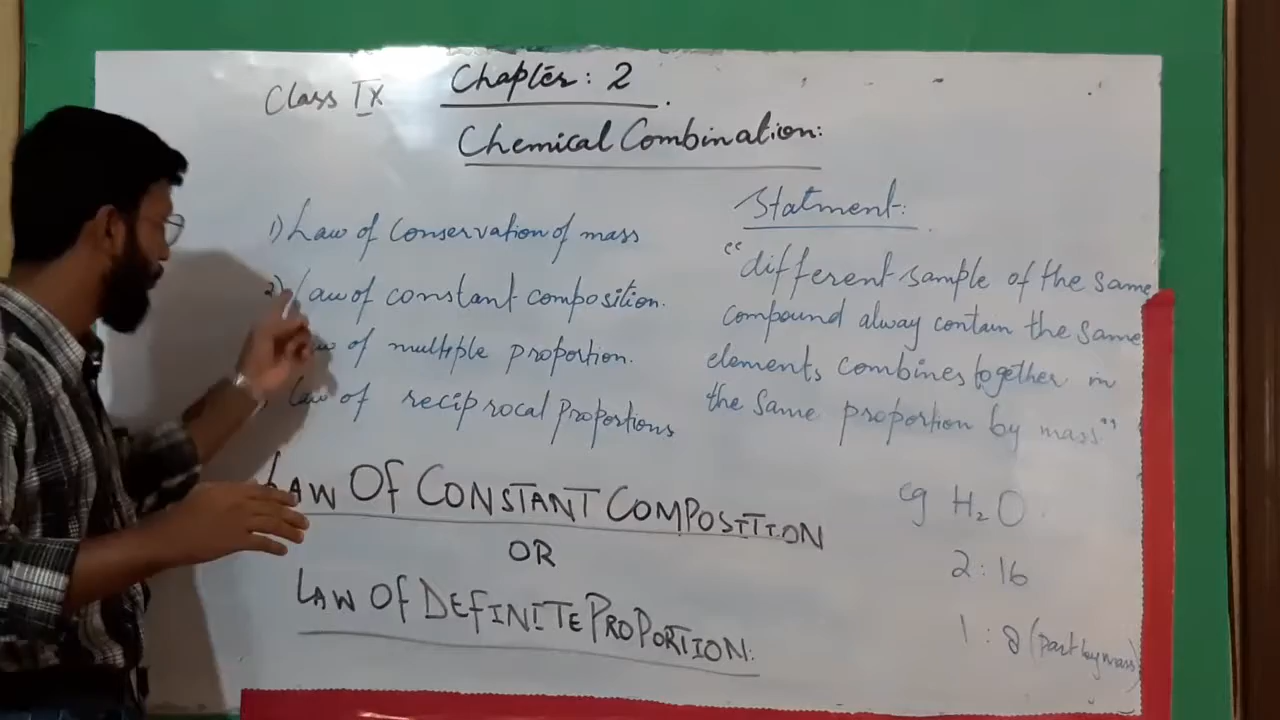 Class IX
Chapter: 2
Chemical Combination:
1) Law of Conservation of mass
2) Law of constant composition.
of multiple proportion.
Law of reciprocal proportions
Statment:
“different sample of the same
compound alway contain the same
elements combines together in
the same proportion by mass”
LAW OF CONSTANT COMPOSITION
OR
LAW OF DEFINITE PROPORTION:
eg H₂O
2:16
1:8 (part by mass)